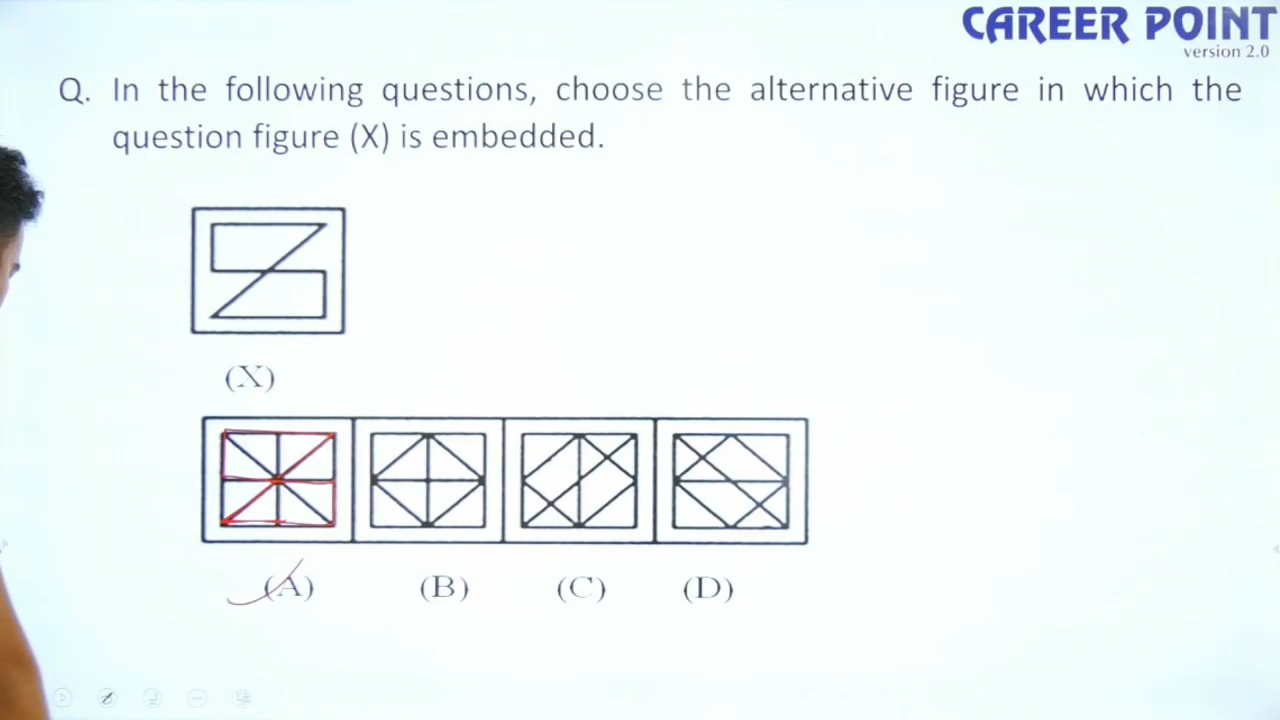 CAREER POINT
version 2.0
Q. In the following questions, choose the alternative figure in which the
question figure (X) is embedded.
(X)
(A) (B) (C) (D)